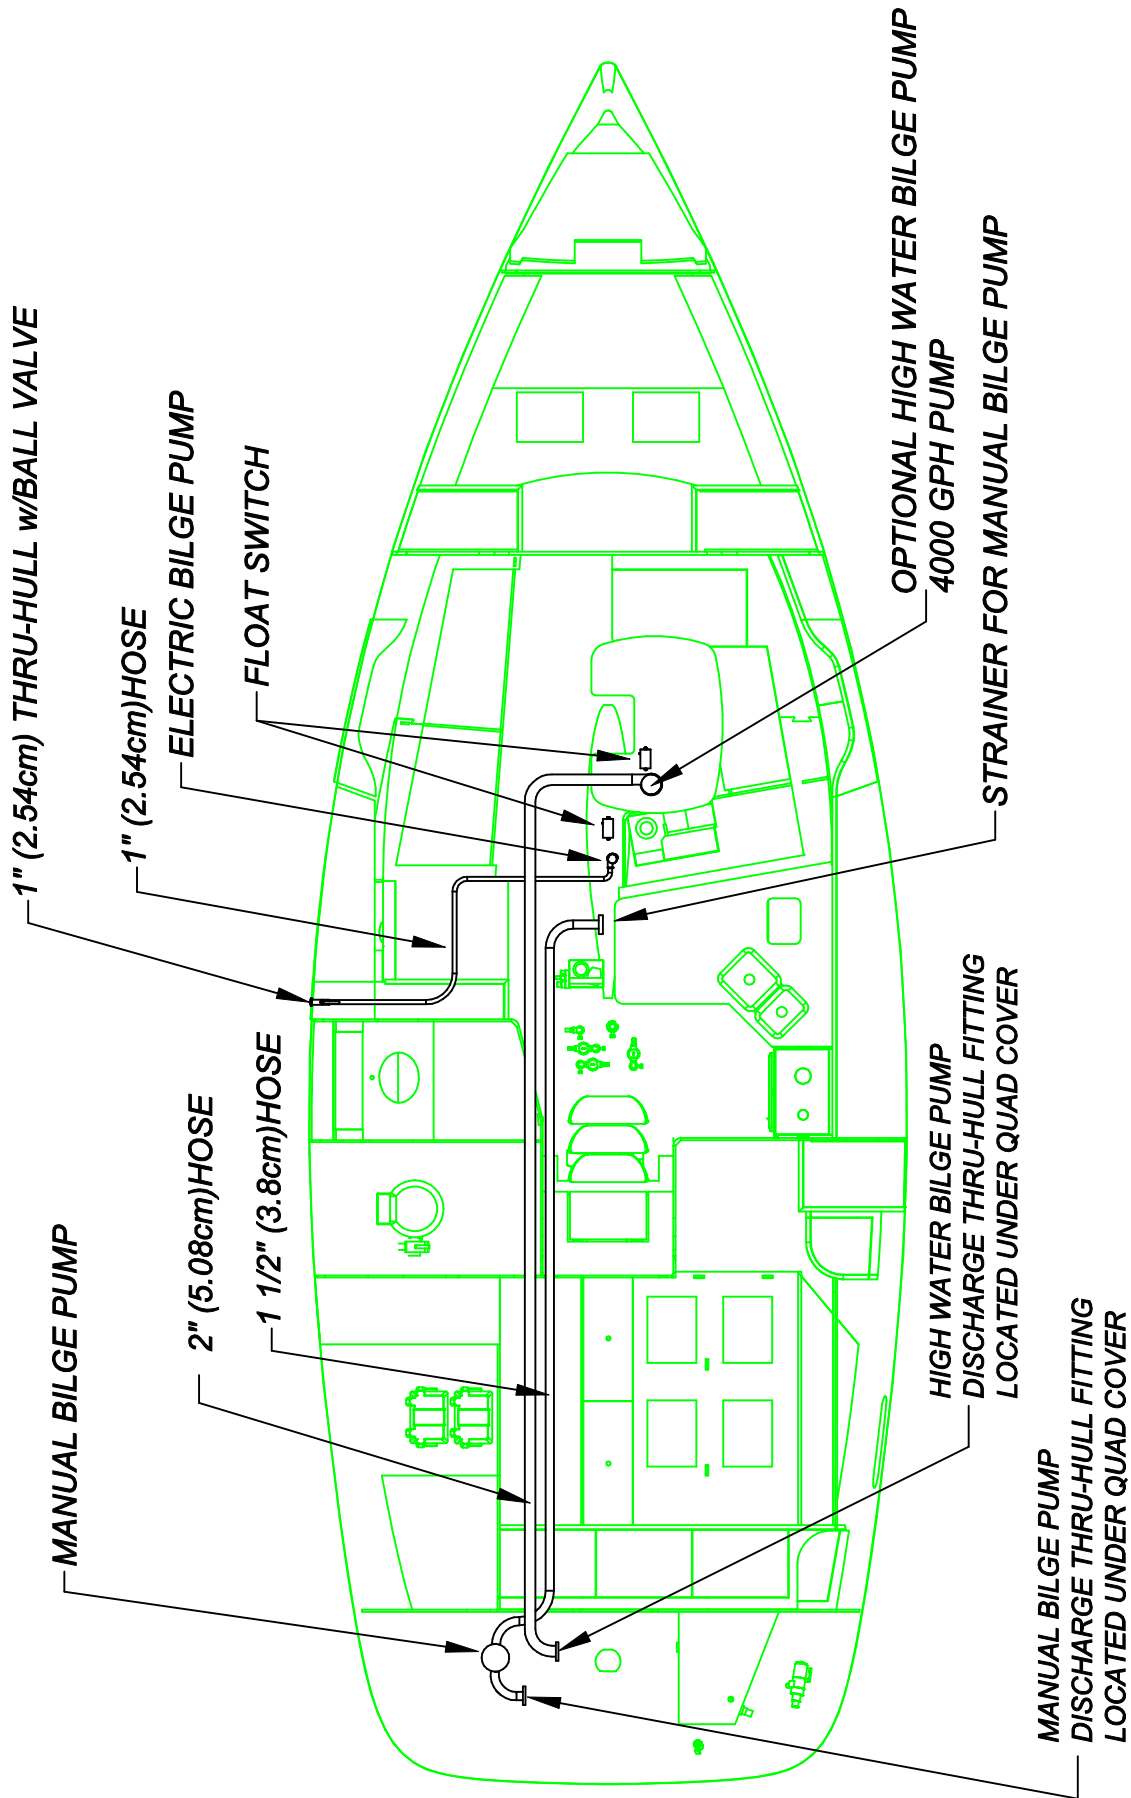 1" (2.54cm) THRU-HULL w/BALL VALVE
1" (2.54cm)HOSE
ELECTRIC BILGE PUMP
FLOAT SWITCH
MANUAL BILGE PUMP
2" (5.08cm)HOSE
1 1/2" (3.8cm)HOSE
OPTIONAL HIGH WATER BILGE PUMP
4000 GPH PUMP
STRAINER FOR MANUAL BILGE PUMP
HIGH WATER BILGE PUMP
DISCHARGE THRU-HULL FITTING
LOCATED UNDER QUAD COVER
MANUAL BILGE PUMP
DISCHARGE THRU-HULL FITTING
LOCATED UNDER QUAD COVER